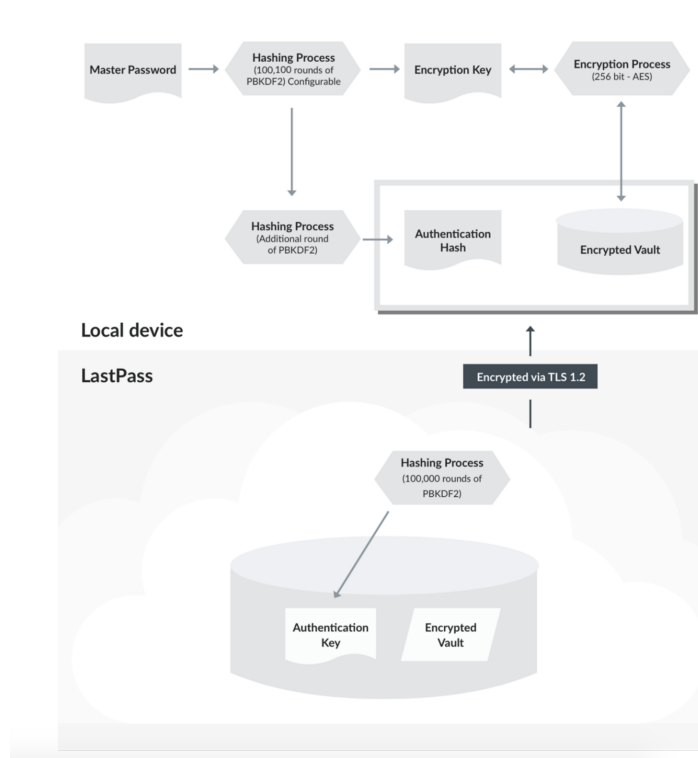 Master Password
Hashing Process
(100,100 rounds of
PBKDF2) Configurable
Encryption Key
Encryption Process
(256 bit - AES)
Hashing Process
(Additional round
of PBKDF2)
Authentication
Hash
Encrypted Vault
Local device
LastPass
Encrypted via TLS 1.2
Hashing Process
(100,000 rounds of
PBKDF2)
Authentication
Key
Encrypted
Vault